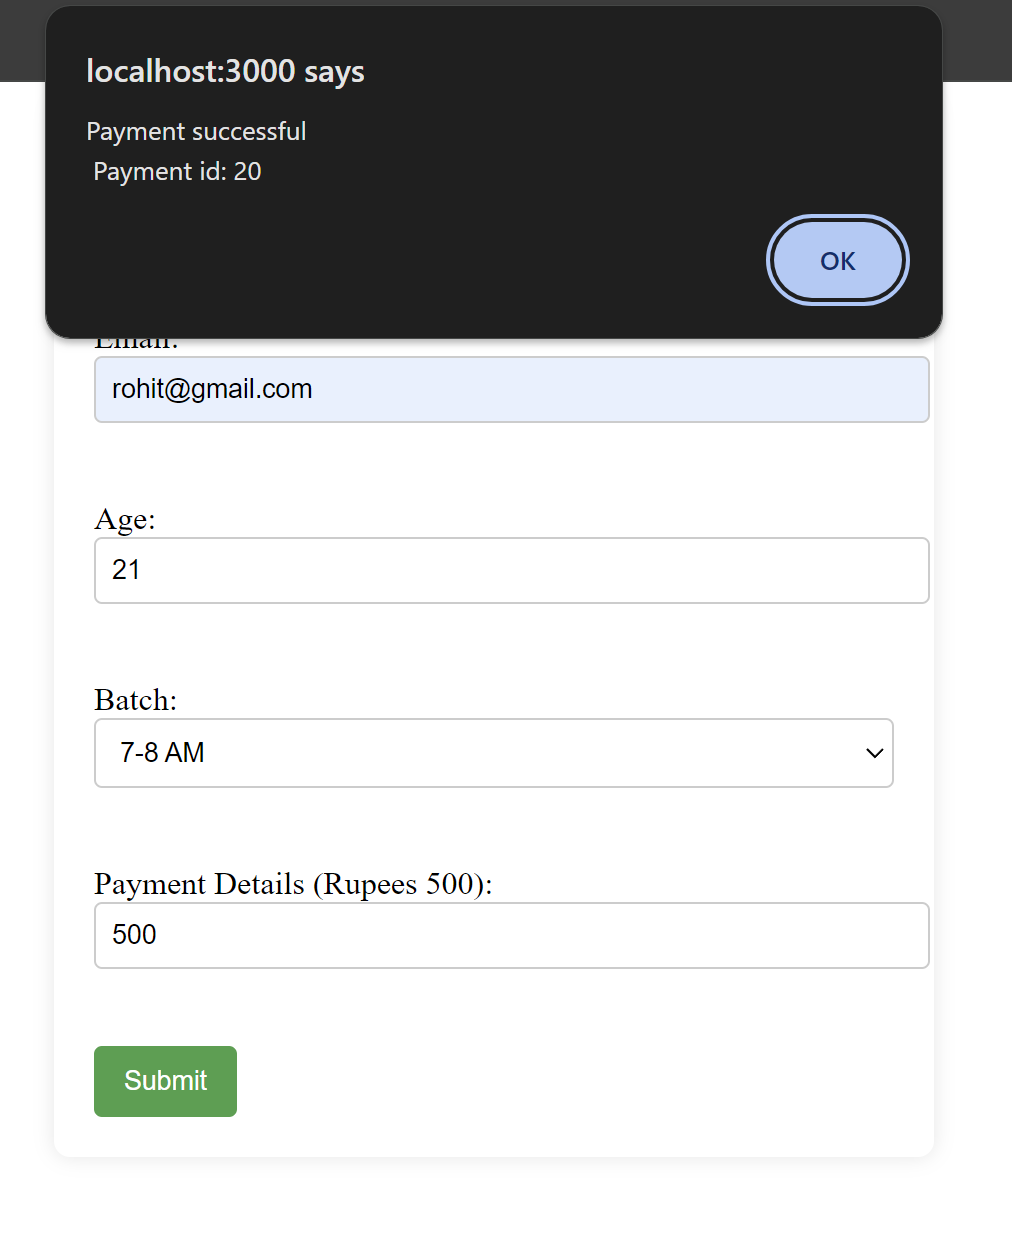 localhost:3000 says
Payment successful
Payment id: 20
OK
Email:
rohit@gmail.com
Age:
21
Batch:
7-8 AM
Payment Details (Rupees 500):
500
Submit